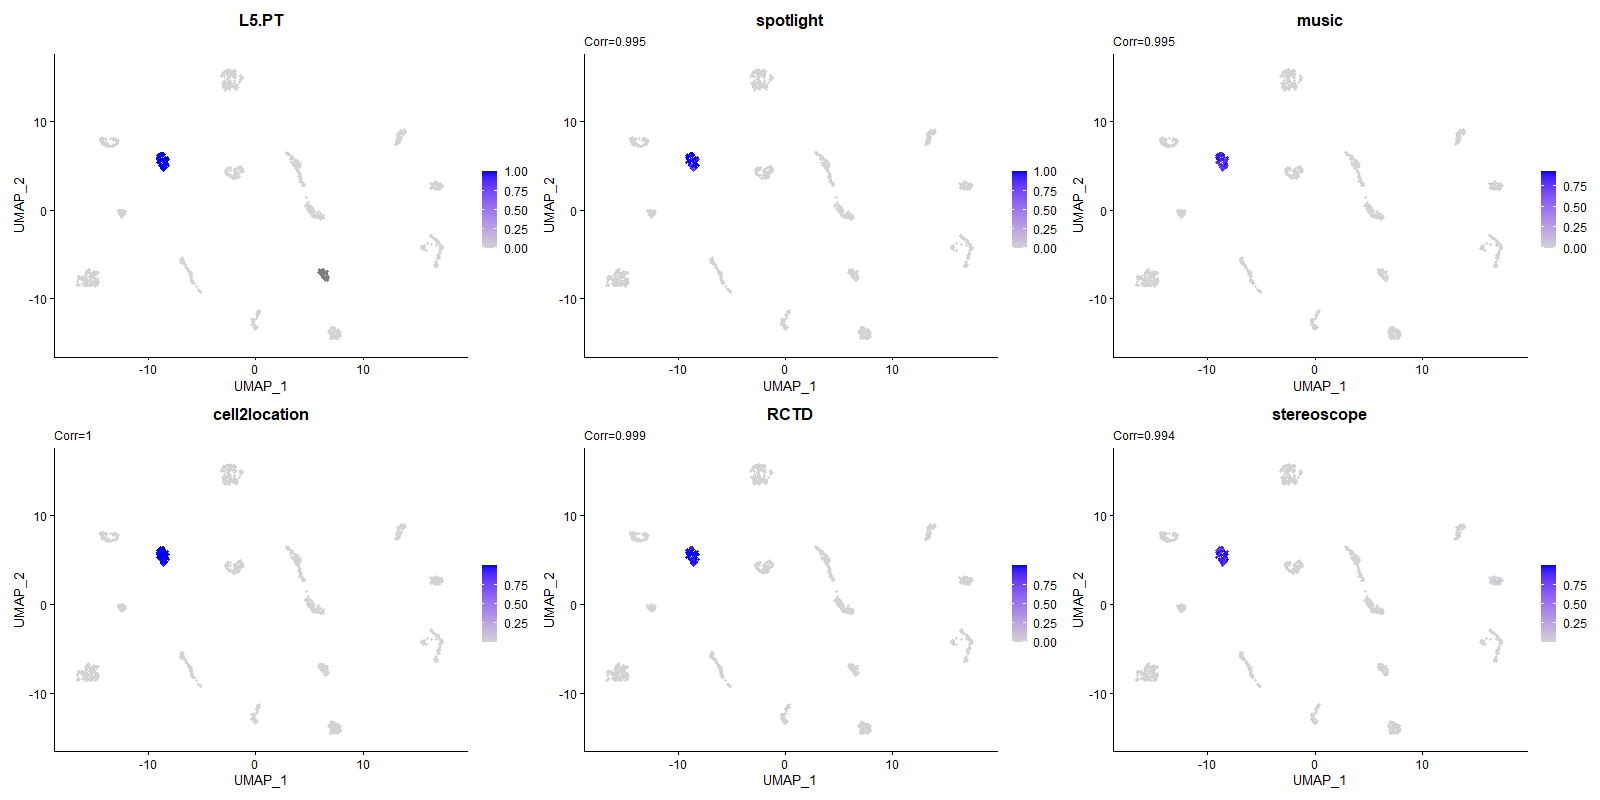 L5.PT
10
0
-10
-10
0
10
UMAP_1
UMAP_2
1.00
0.75
0.50
0.25
0.00
spotlight
Corr=0.995
10
0
-10
-10
0
10
UMAP_1
UMAP_2
1.00
0.75
0.50
0.25
0.00
music
Corr=0.995
10
0
-10
-10
0
10
UMAP_1
UMAP_2
0.75
0.50
0.25
0.00
cell2location
Corr=1
10
0
-10
-10
0
10
UMAP_1
UMAP_2
0.75
0.50
0.25
RCTD
Corr=0.999
10
0
-10
-10
0
10
UMAP_1
UMAP_2
0.75
0.50
0.25
0.00
stereoscope
Corr=0.994
10
0
-10
-10
0
10
UMAP_1
UMAP_2
0.75
0.50
0.25